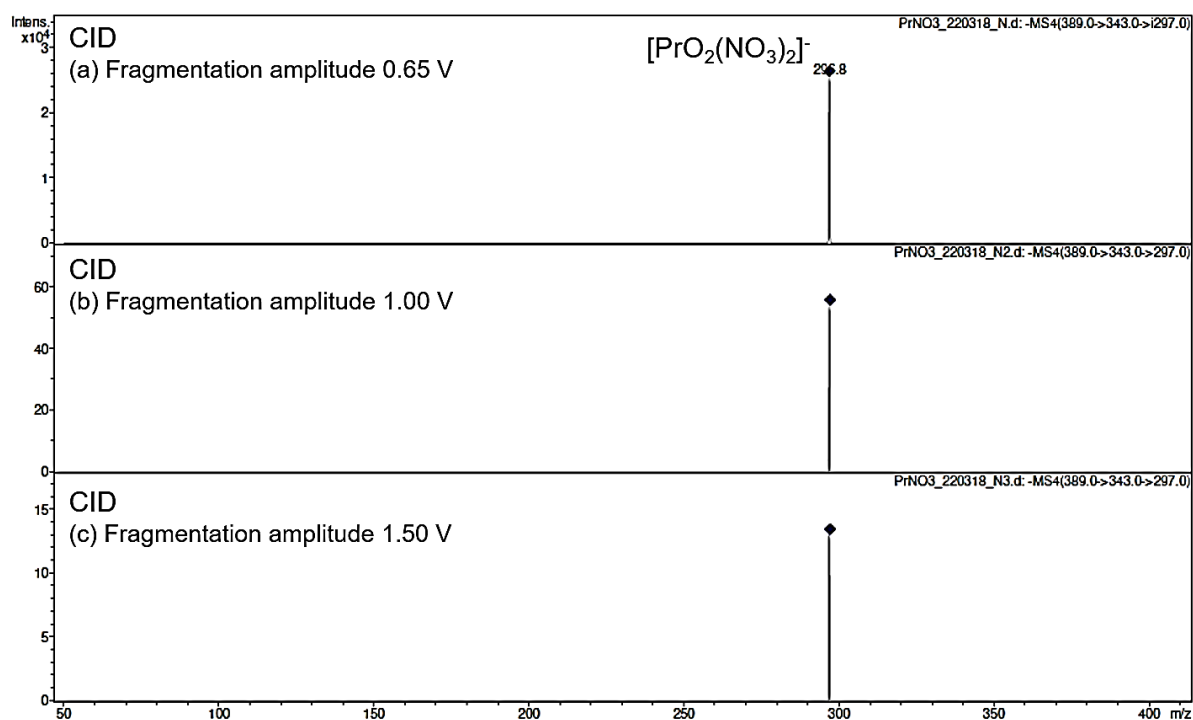 Intens.
x10⁴
PrNO3_220318_N.d: -MS4(389.0->343.0->i297.0)
CID
(a) Fragmentation amplitude 0.65 V
[PrO₂(NO₃)₂]⁻
296.8
3
2
1
0
PrNO3_220318_N2.d: -MS4(389.0->343.0->297.0)
CID
(b) Fragmentation amplitude 1.00 V
60
40
20
0
PrNO3_220318_N3.d: -MS4(389.0->343.0->297.0)
CID
(c) Fragmentation amplitude 1.50 V
15
10
5
0
50 100 150 200 250 300 350 400 m/z